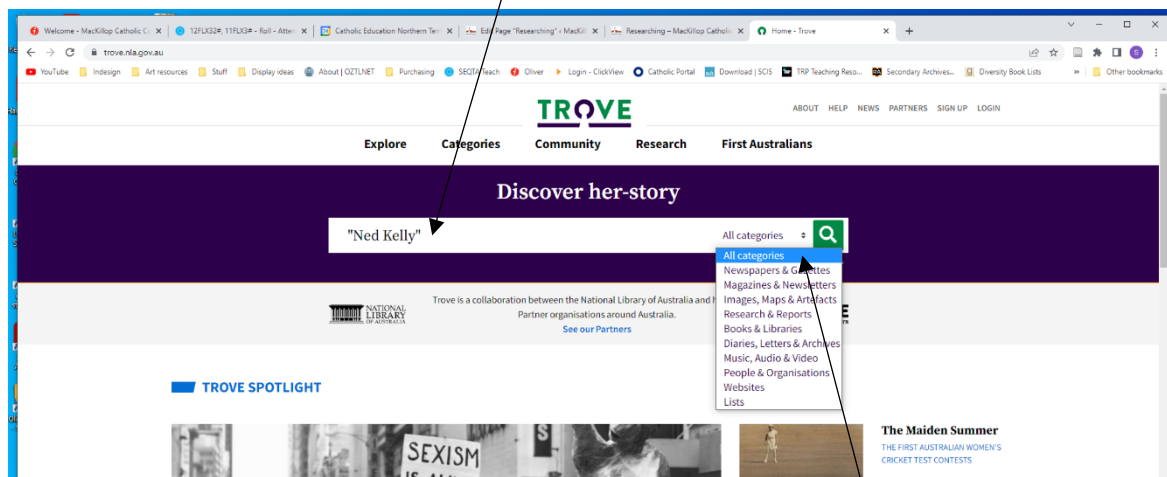 Welcome - MacKillop Catholic Co
12FLX32#, 11FLX3# - Roll - Atten
Catholic Education Northern Terr
Edit Page "Researching" ‹ MacKil
Researching – MacKillop Catholic
Home - Trove
trove.nla.gov.au
YouTube Indesign Art resources Stuff Display ideas About | OZTLNET Purchasing SEQTA Teach Oliver Login - ClickView Catholic Portal Download | SCIS TRP Teaching Reso... Secondary Archives... Diversity Book Lists » Other bookmarks
TROVE
ABOUT HELP NEWS PARTNERS SIGN UP LOGIN
Explore Categories Community Research First Australians
Discover her-story
"Ned Kelly"
All categories
All categories
Newspapers & Gazettes
Magazines & Newsletters
Images, Maps & Artefacts
Research & Reports
Books & Libraries
Diaries, Letters & Archives
Music, Audio & Video
People & Organisations
Websites
Lists
NATIONAL
LIBRARY
OF AUSTRALIA
Trove is a collaboration between the National Library of Australia and
Partner organisations around Australia.
See our Partners
TROVE SPOTLIGHT
SEXISM
The Maiden Summer
THE FIRST AUSTRALIAN WOMEN'S
CRICKET TEST CONTESTS